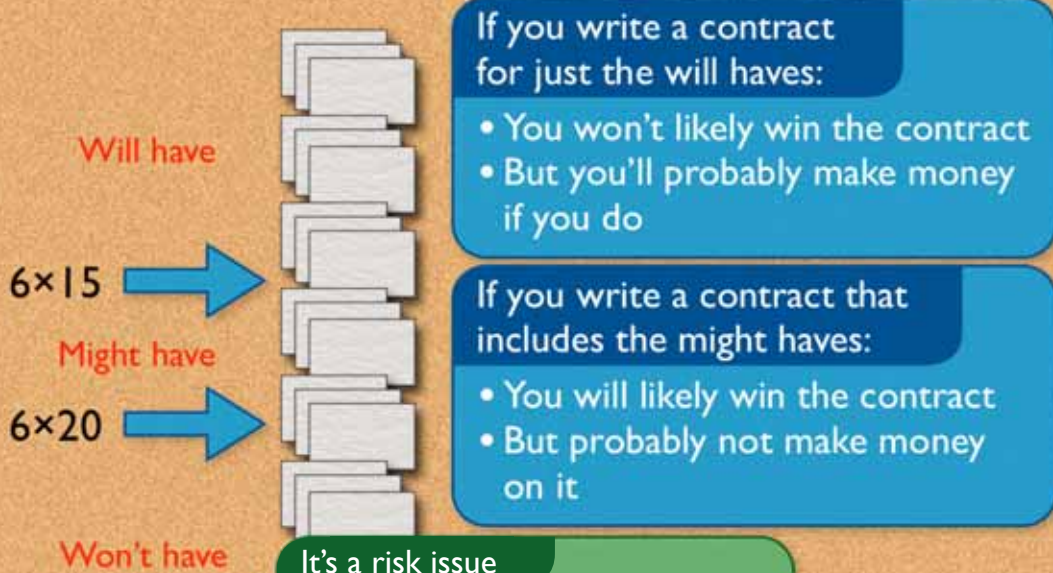 Will have
6×15
Might have
6×20
Won't have
If you write a contract
for just the will haves:
• You won't likely win the contract
• But you'll probably make money
if you do
If you write a contract that
includes the might haves:
• You will likely win the contract
• But probably not make money
on it
It's a risk issue